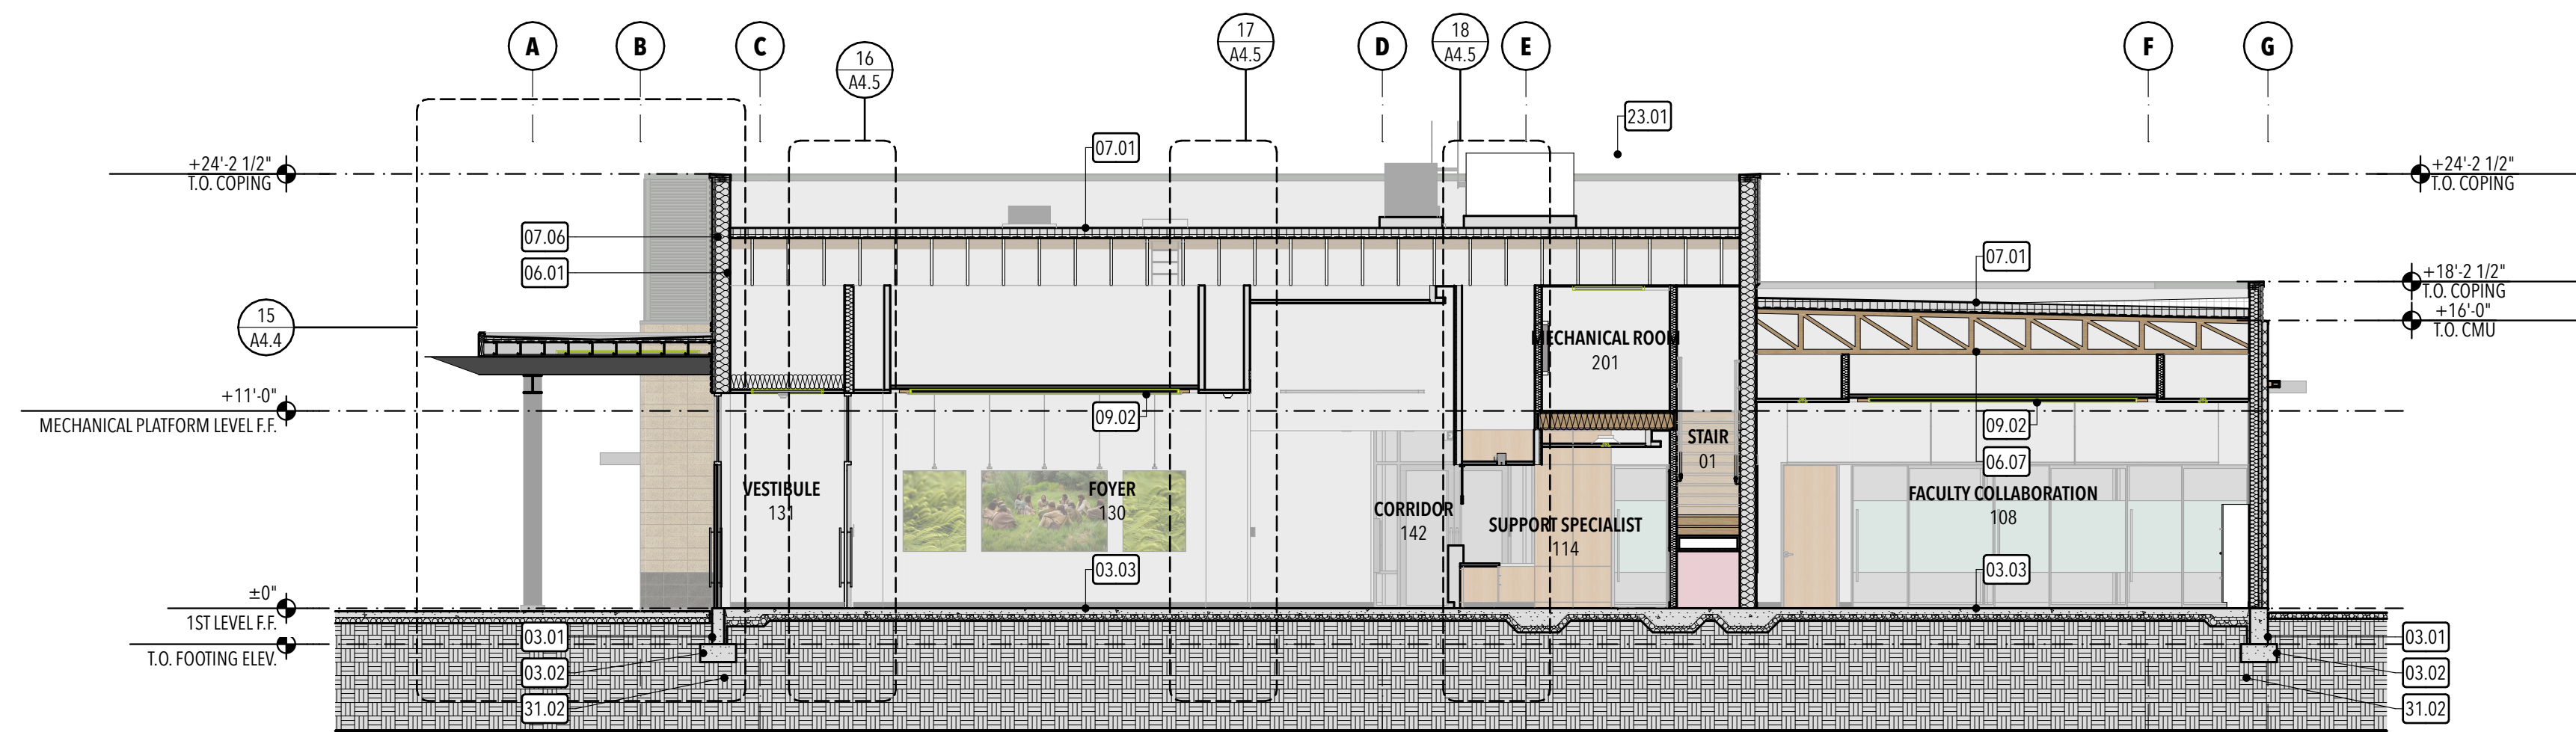 A
B
C
16
A4.5
17
A4.5
D
18
A4.5
E
F
G
23.01
07.01
+24'-2 1/2"
T.O. COPING
+24'-2 1/2"
T.O. COPING
07.06
06.01
07.01
+18'-2 1/2"
T.O. COPING
+16'-0"
T.O. CMU
15
A4.4
MECHANICAL ROOM
201
+11'-0"
MECHANICAL PLATFORM LEVEL F.F.
09.02
09.02
STAIR
01
06.07
VESTIBULE
131
FOYER
130
CORRIDOR
142
SUPPORT SPECIALIST
114
FACULTY COLLABORATION
108
03.03
03.03
±0"
1ST LEVEL F.F.
T.O. FOOTING ELEV.
03.01
03.02
31.02
03.01
03.02
31.02